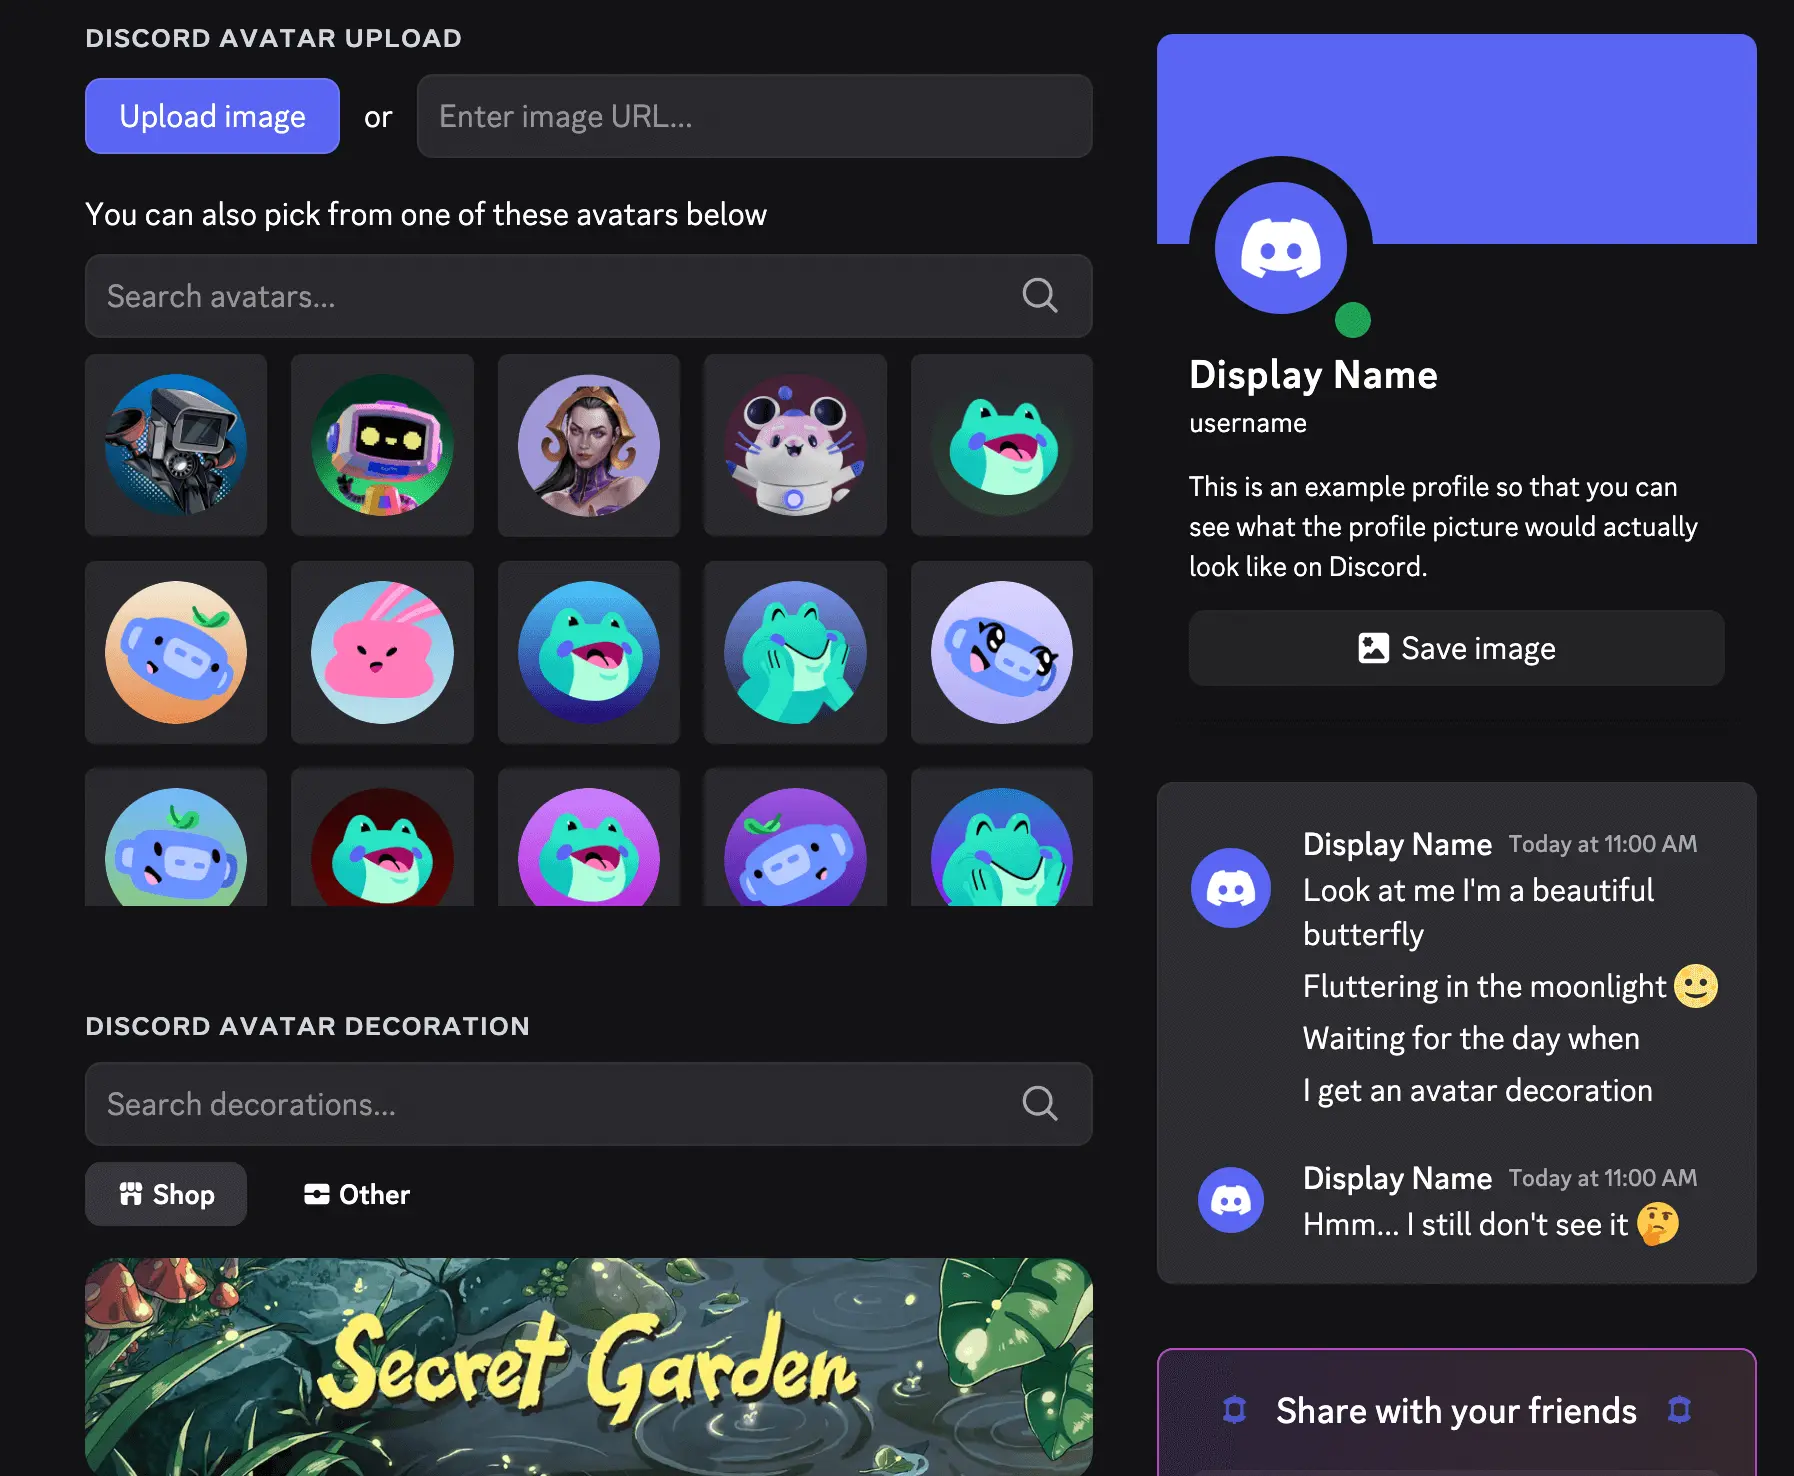 DISCORD AVATAR UPLOAD
Upload image
or
Enter image URL...
You can also pick from one of these avatars below
Search avatars...
DISCORD AVATAR DECORATION
Search decorations...
Shop
Other
Secret Garden
Display Name
username
This is an example profile so that you can
see what the profile picture would actually
look like on Discord.
Save image
Display Name Today at 11:00 AM
Look at me I'm a beautiful
butterfly
Fluttering in the moonlight
Waiting for the day when
I get an avatar decoration
Display Name Today at 11:00 AM
Hmm... I still don't see it
Share with your friends